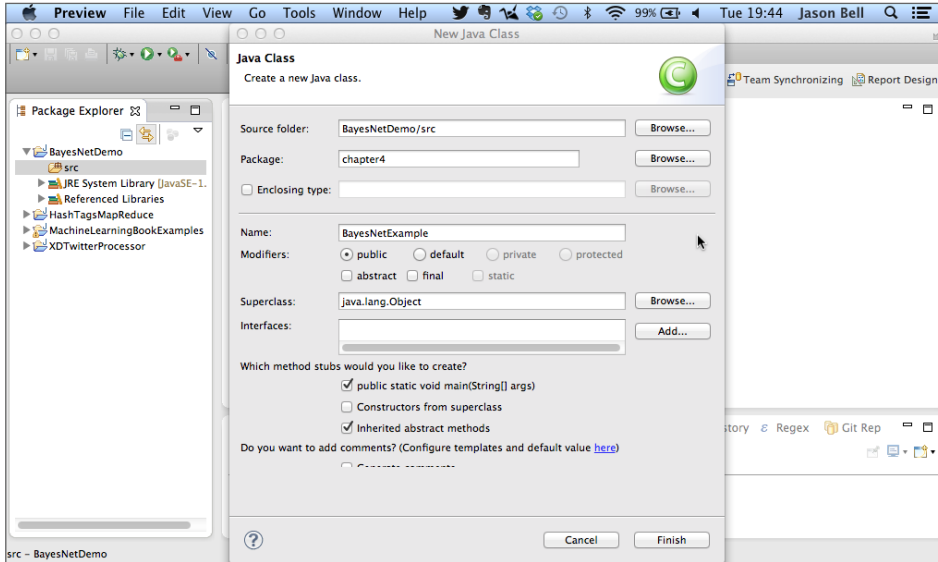 Preview File Edit View Go Tools Window Help 99% Tue 19:44 Jason Bell
New Java Class
Java Class
Create a new Java class.
Team Synchronizing Report Design
Package Explorer
BayesNetDemo
src
JRE System Library [JavaSE-1.
Referenced Libraries
HashTagsMapReduce
MachineLearningBookExamples
XDTwitterProcessor
Source folder: BayesNetDemo/src Browse...
Package: chapter4 Browse...
Enclosing type: Browse...
Name: BayesNetExample
Modifiers: public default private protected
abstract final static
Superclass: java.lang.Object Browse...
Interfaces: Add...
Which method stubs would you like to create?
public static void main(String[] args)
Constructors from superclass
Inherited abstract methods
Do you want to add comments? (Configure templates and default value here)
Generate comments
story Regex Git Rep
? Cancel Finish
src – BayesNetDemo